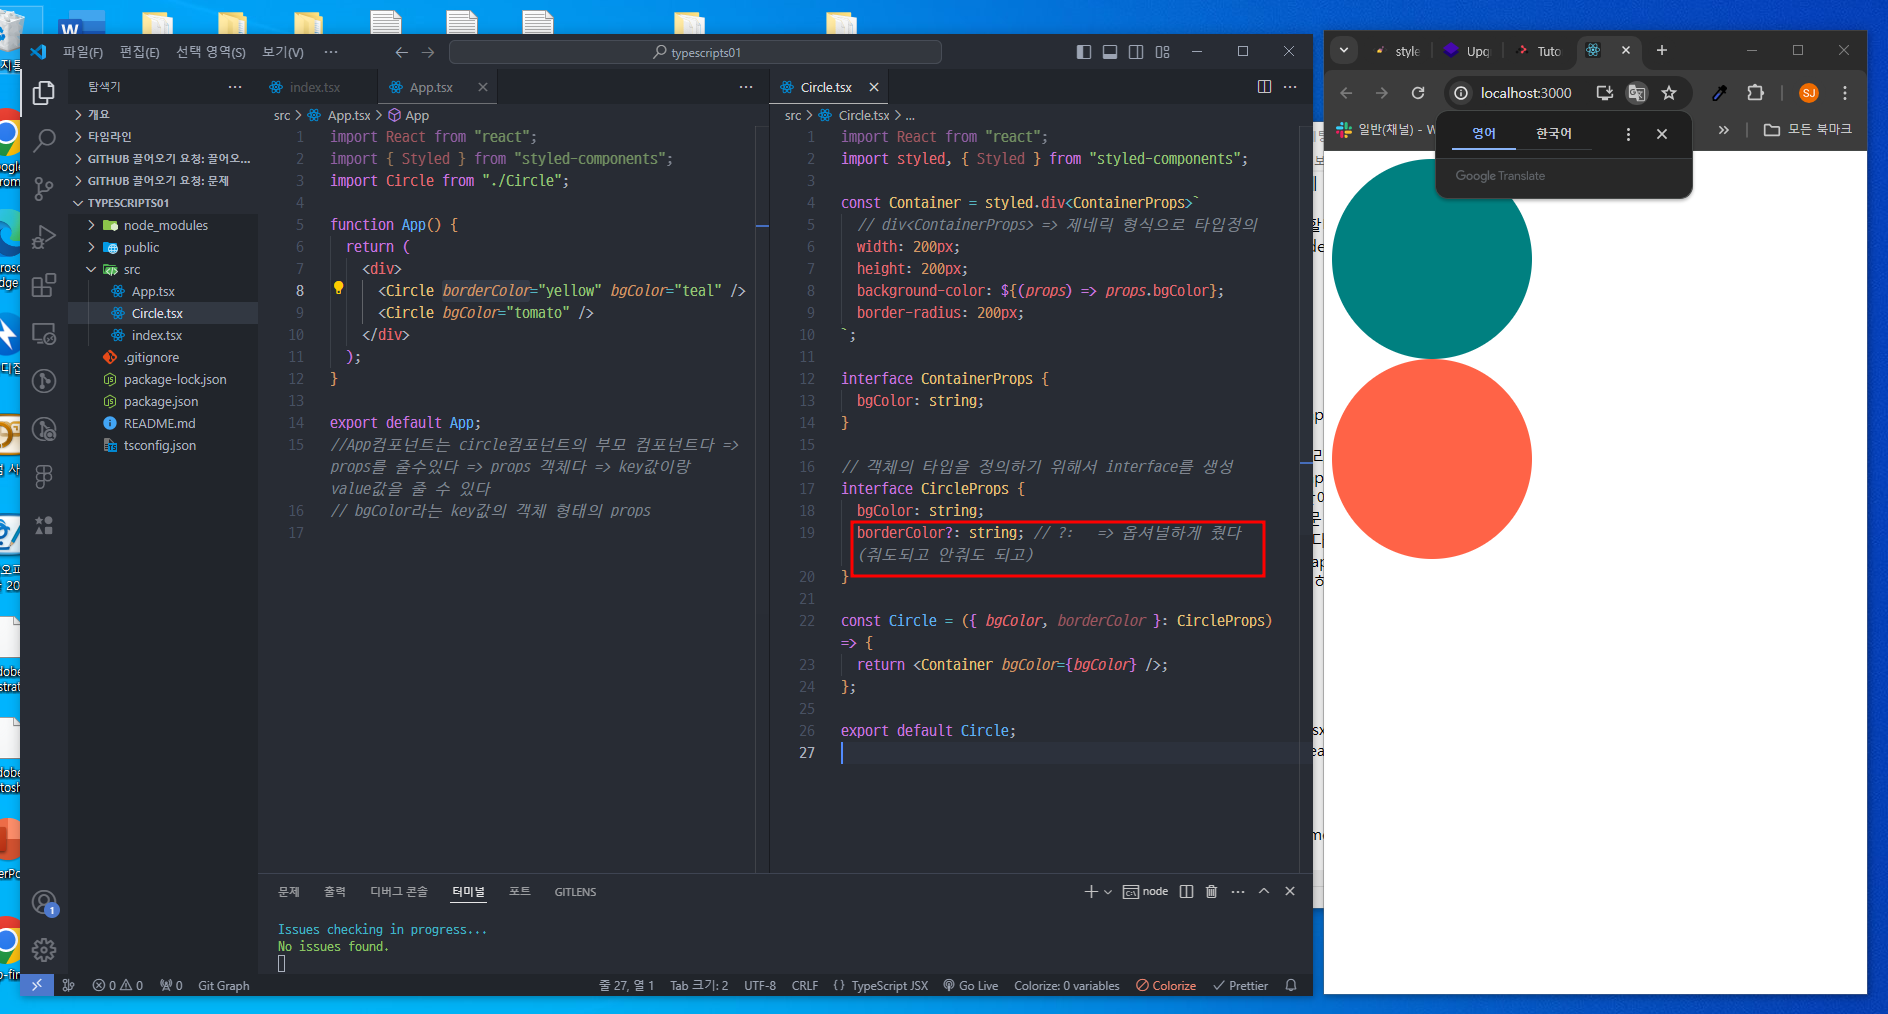 파일(F) 편집(E) 선택 영역(S) 보기(V) ···
typescripts01
탐색기
개요
타임라인
GITHUB 끌어오기 요청: 끌어오...
GITHUB 끌어오기 요청: 문제
TYPESCRIPTS01
node_modules
public
src
App.tsx
Circle.tsx
index.tsx
.gitignore
package-lock.json
package.json
README.md
tsconfig.json
index.tsx App.tsx
src > App.tsx > App
1 import React from "react";
2 import { Styled } from "styled-components";
3 import Circle from "./Circle";
4
5 function App() {
6 return (
7 <div>
8 <Circle borderColor="yellow" bgColor="teal" />
9 <Circle bgColor="tomato" />
10 </div>
11 );
12 }
13
14 export default App;
15 //App컴포넌트는 circle컴포넌트의 부모 컴포넌트다 =>
props를 줄수있다 => props 객체다 => key값이랑
value값을 줄 수 있다
16 // bgColor라는 key값의 객체 형태의 props
17
Circle.tsx
src > Circle.tsx > ...
1 import React from "react";
2 import styled, { Styled } from "styled-components";
3
4 const Container = styled.div<ContainerProps>`
5 // div<ContainerProps> => 제네릭 형식으로 타입정의
6 width: 200px;
7 height: 200px;
8 background-color: ${(props) => props.bgColor};
9 border-radius: 200px;
10 `;
11
12 interface ContainerProps {
13 bgColor: string;
14 }
15
16 // 객체의 타입을 정의하기 위해서 interface를 생성
17 interface CircleProps {
18 bgColor: string;
19 borderColor?: string; // ?: => 옵셔널하게 줬다
(줘도되고 안줘도 되고)
20 }
21
22 const Circle = ({ bgColor, borderColor }: CircleProps)
=> {
23 return <Container bgColor={bgColor} />;
24 };
25
26 export default Circle;
27
문제 출력 디버그 콘솔 터미널 포트 GITLENS
node
Issues checking in progress...
No issues found.
1
0 0 0 Git Graph
줄 27, 열 1 Tab 크기: 2 UTF-8 CRLF {} TypeScript JSX Go Live Colorize: 0 variables Colorize Prettier
style Upq Tuto
localhost:3000
SJ
일반(채널) - W
모든 북마크
영어 한국어
Google Translate